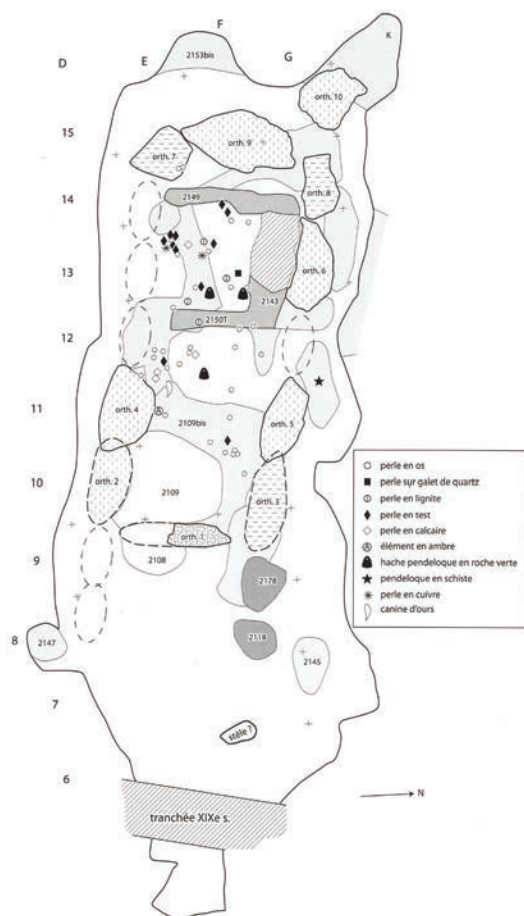 F
K
D
E
G
2153bis
orth. 10
15
orth. 9
orth. 7
orth. 8
14
2149
orth. 6
13
2143
2150T
12
orth. 4
orth. 5
11
2109bis
perle en os
perle sur galet de quartz
perle en lignite
perle en test
perle en calcaire
élément en ambre
hache pendeloque en roche verte
pendeloque en schiste
perle en cuivre
canine d'ours
orth. 2
orth. 3
10
2109
orth. 1
9
2108
2178
8
2147
2118
2145
7
stèle ?
6
N
tranchée XIXe s.